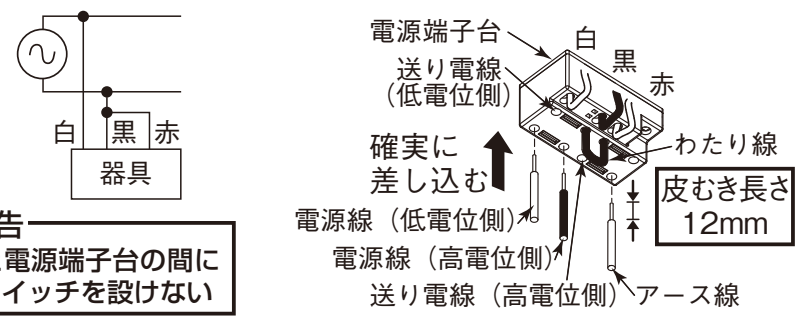 白 黒 赤
器具
告
電源端子台の間に
イッチを設けない
電源端子台
白
黒
赤
送り電線
（低電位側）
確実に
差し込む
わたり線
皮むき長さ
12mm
電源線（低電位側）
電源線（高電位側）
送り電線（高電位側）
アース線